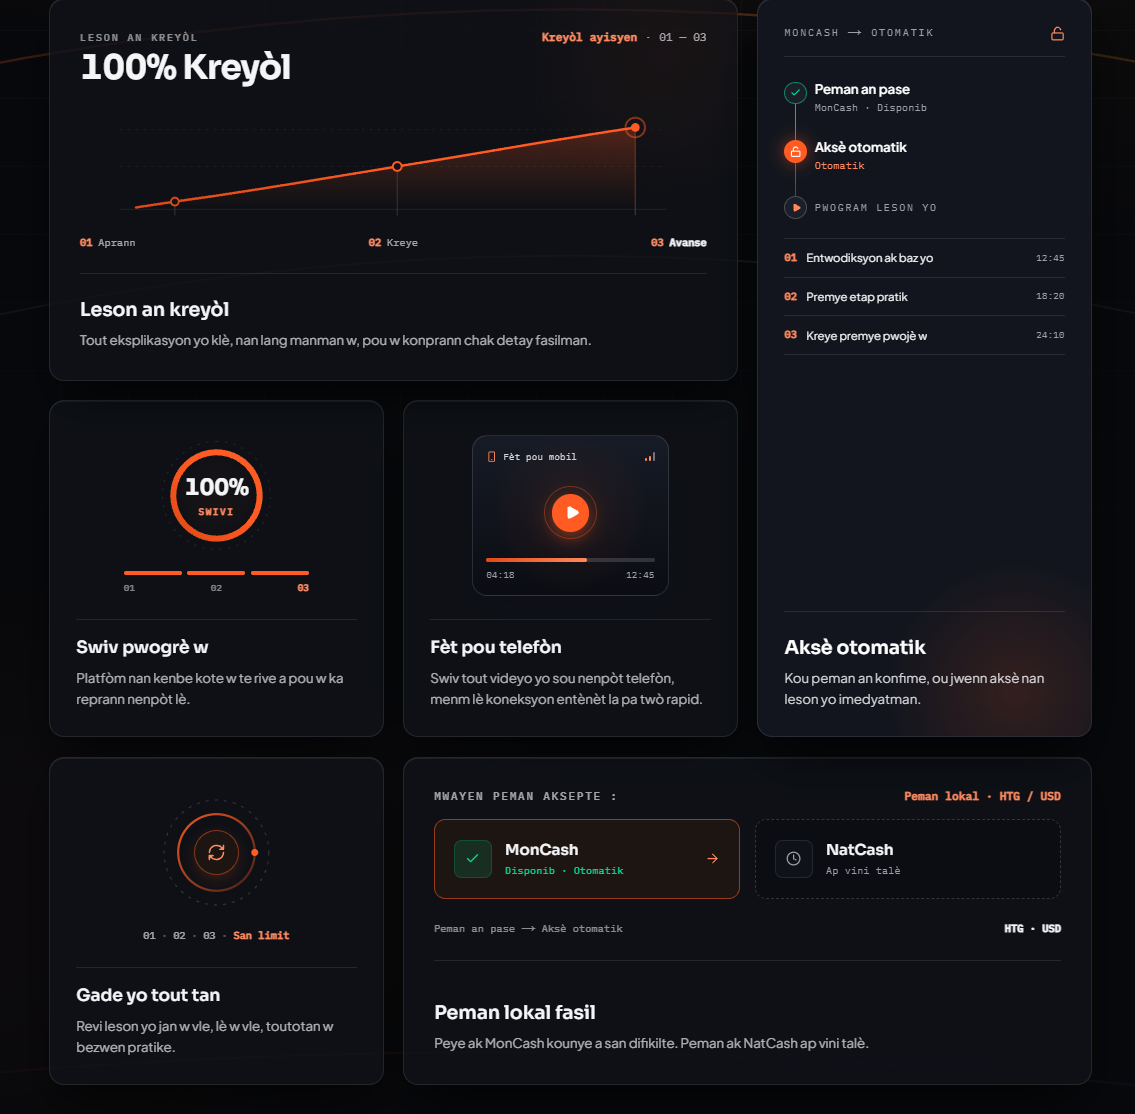 LESON AN KREYÒL
Kreyòl ayisyen · 01 — 03
100% Kreyòl
01 Aprann
02 Kreye
03 Avanse
Leson an kreyòl
Tout eksplikasyon yo klè, nan lang manman w, pou w konprann chak detay fasilman.
MONCASH → OTOMATIK
Peman an pase
MonCash · Disponib
Aksè otomatik
Otomatik
PWOGRAM LESON YO
01 Entwodiksyon ak baz yo 12:45
02 Premye etap pratik 18:20
03 Kreye premye pwojè w 24:10
Aksè otomatik
Kou peman an konfime, ou jwenn aksè nan
leson yo imedyatman.
100%
SWIVI
01 02 03
Swiv pwogrè w
Platfòm nan kenbe kote w te rive a pou w ka
reprann nenpòt lè.
Fèt pou mobil
04:18 12:45
Fèt pou telefòn
Swiv tout videyo yo sou nenpòt telefòn,
menm lè koneksyon entènèt la pa twò rapid.
01 · 02 · 03 · San limit
Gade yo tout tan
Revi leson yo jan w vle, lè w vle, toutotan w
bezwen pratike.
MWAYEN PEMAN AKSEPTE :
Peman lokal · HTG / USD
MonCash
Disponib · Otomatik
→
NatCash
Ap vini talè
Peman an pase → Aksè otomatik
HTG · USD
Peman lokal fasil
Peye ak MonCash kounye a san difikilte. Peman ak NatCash ap vini talè.